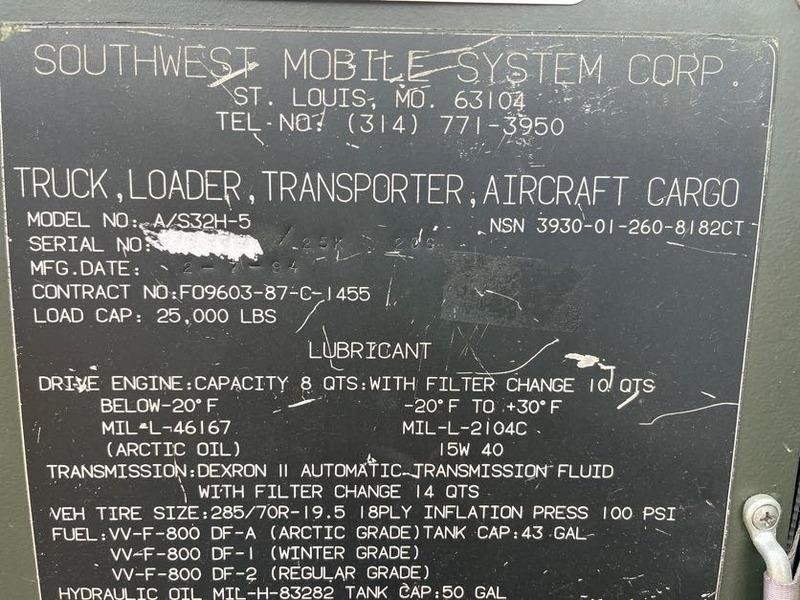 SOUTHWEST MOBILE SYSTEM CORP.
ST. LOUIS, MO. 63104
TEL NO: (314) 771-3950
TRUCK, LOADER, TRANSPORTER, AIRCRAFT CARGO
MODEL NO: A/S32H-5 NSN 3930-01-260-8182CT
SERIAL NO: /25K 206
MFG.DATE:
CONTRACT NO:F09603-87-C-1455
LOAD CAP: 25,000 LBS
LUBRICANT
DRIVE ENGINE:CAPACITY 8 QTS:WITH FILTER CHANGE 10 QTS
BELOW-20°F -20°F TO +30°F
MIL-L-46167 MIL-L-2104C
(ARCTIC OIL) 15W 40
TRANSMISSION:DEXRON II AUTOMATIC TRANSMISSION FLUID
WITH FILTER CHANGE 14 QTS
VEH TIRE SIZE:285/70R-19.5 18PLY INFLATION PRESS 100 PSI
FUEL:VV-F-800 DF-A (ARCTIC GRADE)TANK CAP:43 GAL
VV-F-800 DF-1 (WINTER GRADE)
VV-F-800 DF-2 (REGULAR GRADE)
HYDRAULIC OIL MIL-H-83282 TANK CAP:50 GAL